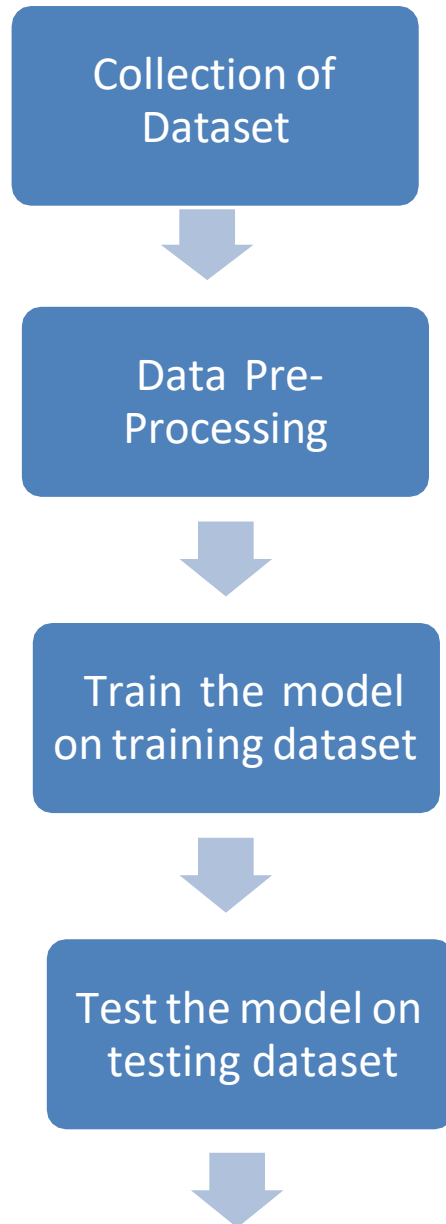 Collection of
Dataset
Data Pre-
Processing
Train the model
on training dataset
Test the model on
testing dataset